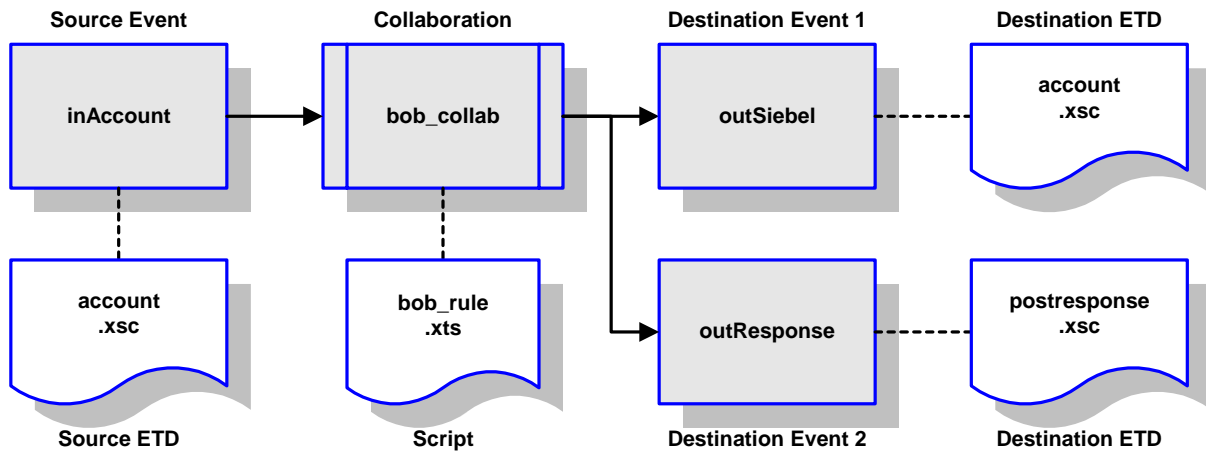 Source Event
Collaboration
Destination Event 1
Destination ETD
inAccount
bob_collab
outSiebel
account
.xsc
account
.xsc
bob_rule
.xts
outResponse
postresponse
.xsc
Source ETD
Script
Destination Event 2
Destination ETD